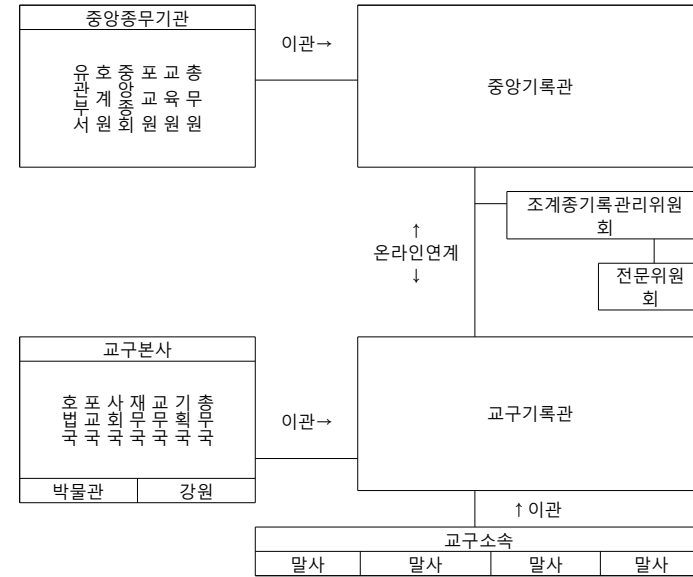 중앙종무기관
총무원
교육원
포교원
중앙종회
호계원
유관부서
이관→
중앙기록관
조계종기록관리위원
회
↑
온라인연계
↓
전문위원
회
교구본사
총무국
기획국
교무국
재무국
사회국
포교국
호법국
박물관
강원
이관→
교구기록관
↑이관
교구소속
말사 말사 말사 말사